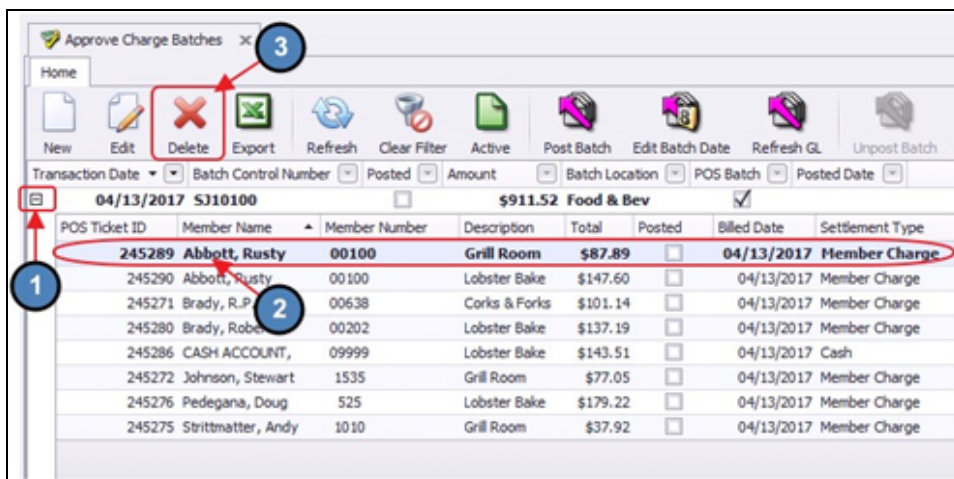 Approve Charge Batches
3
Home
New Edit Delete Export Refresh Clear Filter Active Post Batch Edit Batch Date Refresh GL Unpost Batch
Transaction Date Batch Control Number Posted Amount Batch Location POS Batch Posted Date
04/13/2017 SJ10100 $911.52 Food & Bev
POS Ticket ID Member Name Member Number Description Total Posted Billed Date Settlement Type
245289 Abbott, Rusty 00100 Grill Room $87.89 04/13/2017 Member Charge
1
245290 Abbott, Rusty 00100 Lobster Bake $147.60 04/13/2017 Member Charge
2
245271 Brady, R.P. 00638 Corks & Forks $101.14 04/13/2017 Member Charge
245280 Brady, 00202 Lobster Bake $137.19 04/13/2017 Member Charge
245286 CASH ACCOUNT, 09999 Lobster Bake $143.51 04/13/2017 Cash
245272 Johnson, Stewart 1535 Grill Room $77.05 04/13/2017 Member Charge
245276 Pedegana, Doug 525 Lobster Bake $179.22 04/13/2017 Member Charge
245275 Strittmatter, Andy 1010 Grill Room $37.92 04/13/2017 Member Charge